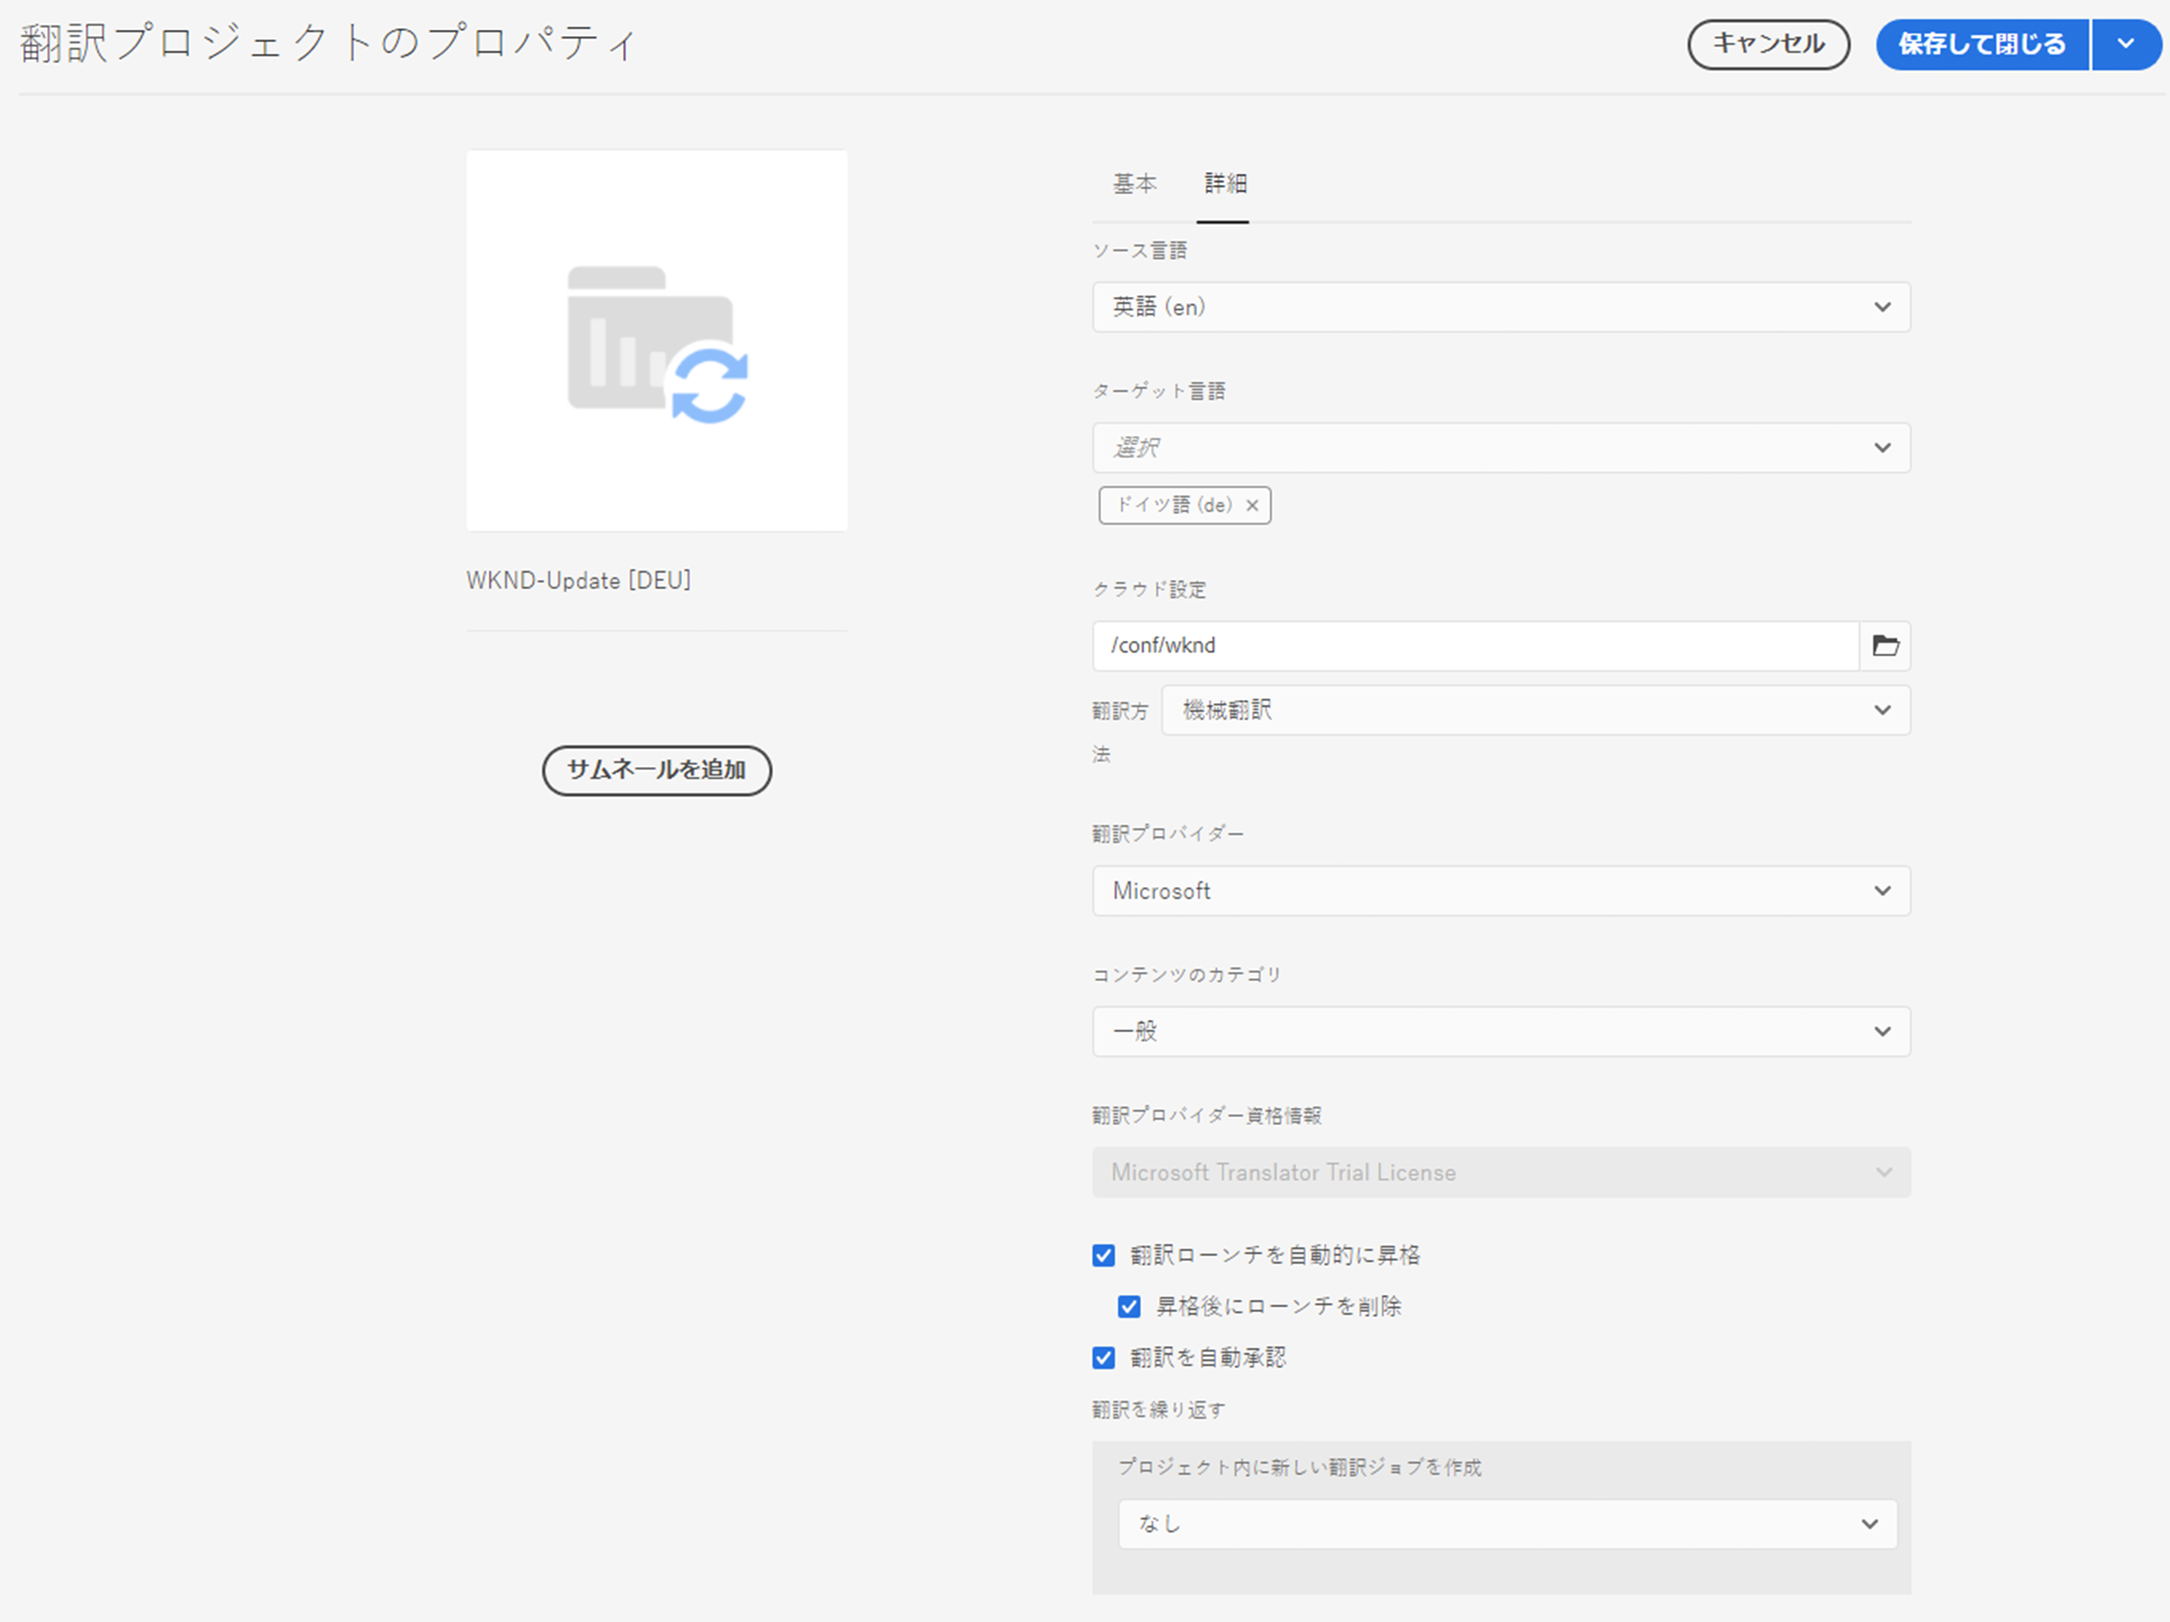 翻訳プロジェクトのプロパティ
キャンセル
保存して閉じる
基本
詳細
ソース言語
英語 (en)
ターゲット言語
選択
ドイツ語 (de)
WKND-Update [DEU]
クラウド設定
/conf/wknd
翻訳方法
機械翻訳
サムネールを追加
翻訳プロバイダー
Microsoft
コンテンツのカテゴリ
一般
翻訳プロバイダー資格情報
Microsoft Translator Trial License
翻訳ローンチを自動的に昇格
昇格後にローンチを削除
翻訳を自動承認
翻訳を繰り返す
プロジェクト内に新しい翻訳ジョブを作成
なし